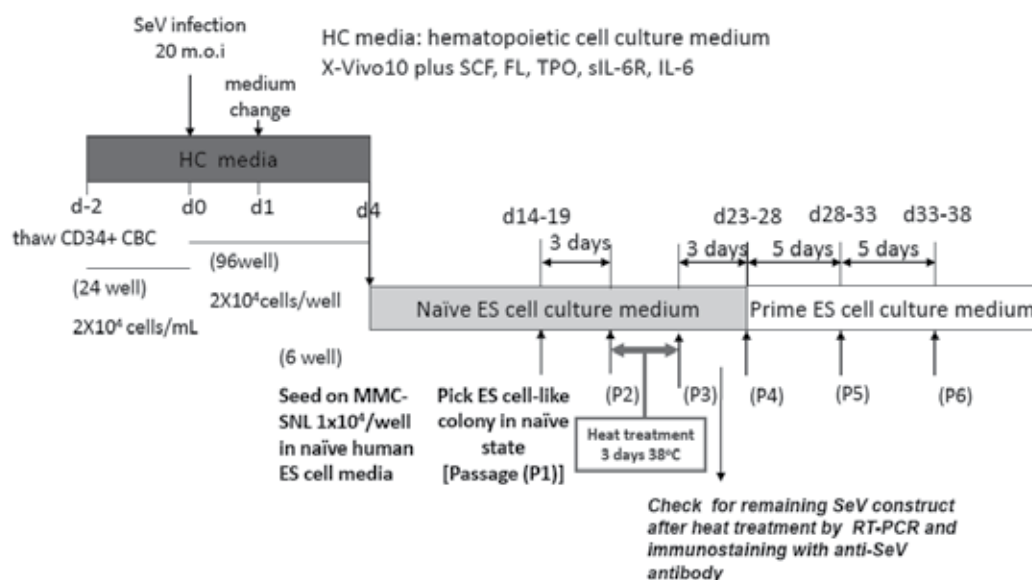 SeV infection
20 m.o.i
HC media: hematopoietic cell culture medium
X-Vivo10 plus SCF, FL, TPO, sIL-6R, IL-6
medium
change
HC media
d-2
d0
d1
d4
thaw CD34+ CBC
(24 well)
2X10⁴ cells/mL
(96well)
2X10⁴cells/well
d14-19
d23-28
d28-33
d33-38
3 days
3 days
5 days
5 days
Naïve ES cell culture medium
Prime ES cell culture medium
(6 well)
Seed on MMC-
SNL 1x10⁴/well
in naïve human
ES cell media
Pick ES cell-like
colony in naïve
state
[Passage (P1)]
(P2)
(P3)
(P4)
(P5)
(P6)
Heat treatment
3 days 38ºC
Check for remaining SeV construct
after heat treatment by RT-PCR and
immunostaining with anti-SeV
antibody